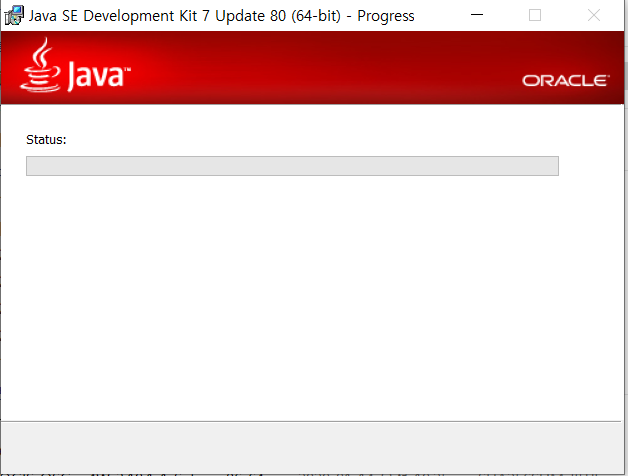 Java SE Development Kit 7 Update 80 (64-bit) - Progress
Java™
ORACLE®
Status: